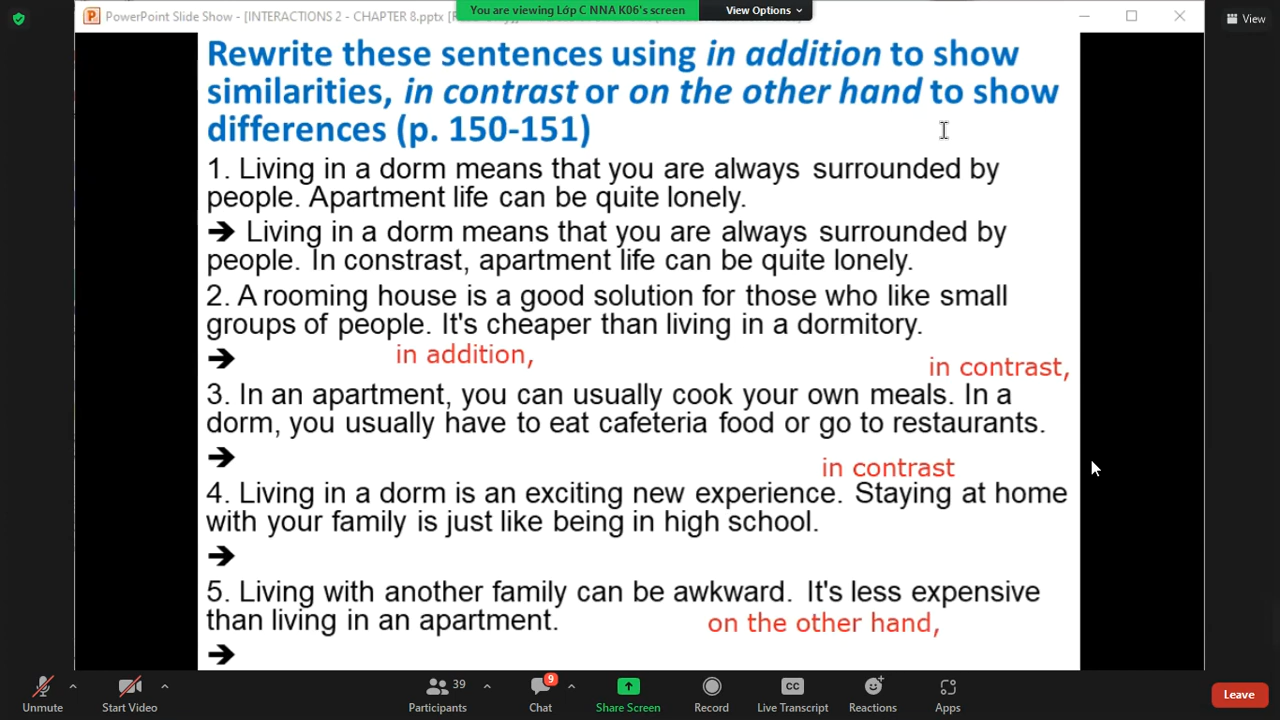 PowerPoint Slide Show - [INTERACTIONS 2 - CHAPTER 8.pptx
You are viewing Lớp C NNA K06's screen
View Options
View
Rewrite these sentences using in addition to show
similarities, in contrast or on the other hand to show
differences (p. 150-151)
1. Living in a dorm means that you are always surrounded by
people. Apartment life can be quite lonely.
➔ Living in a dorm means that you are always surrounded by
people. In constrast, apartment life can be quite lonely.
2. A rooming house is a good solution for those who like small
groups of people. It's cheaper than living in a dormitory.
in addition,
➔
in contrast,
3. In an apartment, you can usually cook your own meals. In a
dorm, you usually have to eat cafeteria food or go to restaurants.
➔
in contrast
4. Living in a dorm is an exciting new experience. Staying at home
with your family is just like being in high school.
➔
5. Living with another family can be awkward. It's less expensive
than living in an apartment.
on the other hand,
➔
Unmute
Start Video
39
Participants
9
Chat
Share Screen
Record
CC
Live Transcript
Reactions
Apps
Leave